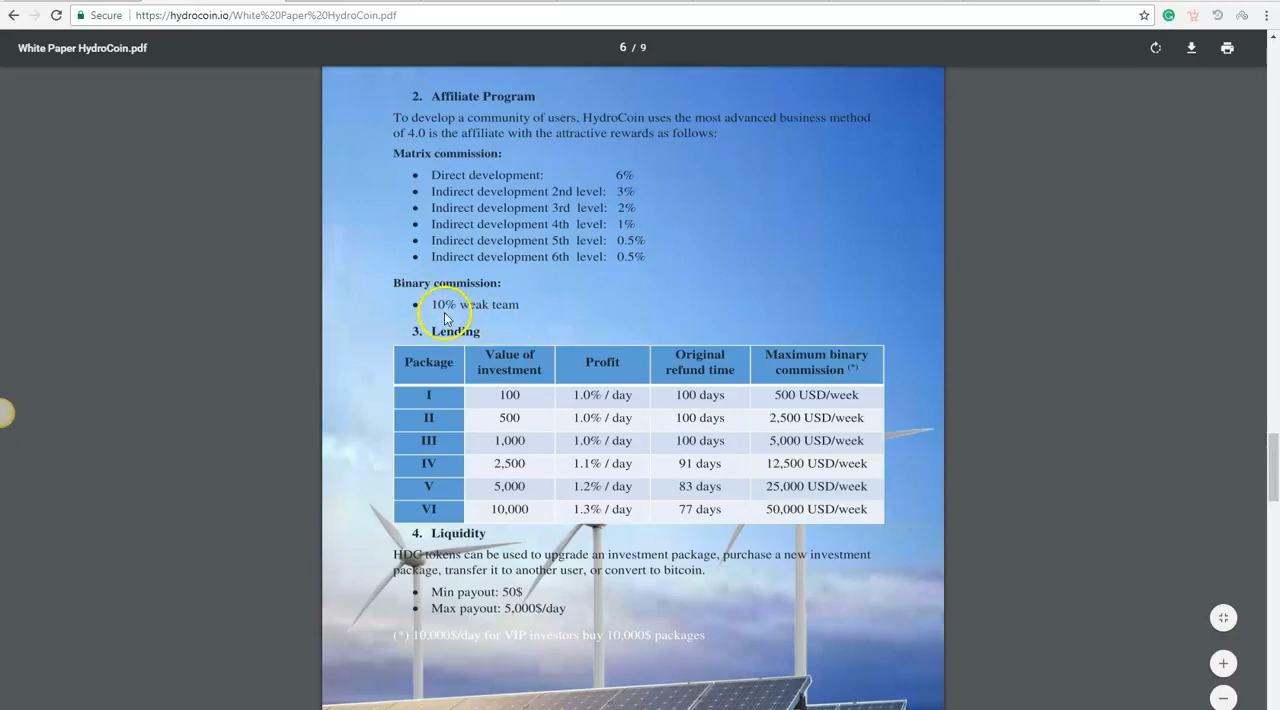 Secure
https://hydrocoin.io/White%20Paper%20HydroCoin.pdf
White Paper HydroCoin.pdf
6 / 9
2. Affiliate Program
To develop a community of users, HydroCoin uses the most advanced business method
of 4.0 is the affiliate with the attractive rewards as follows:
Matrix commission:
• Direct development: 6%
• Indirect development 2nd level: 3%
• Indirect development 3rd level: 2%
• Indirect development 4th level: 1%
• Indirect development 5th level: 0.5%
• Indirect development 6th level: 0.5%
Binary commission:
• 10% weak team
3. Lending
Package Value of investment Profit Original refund time Maximum binary commission (*)
I 100 1.0% / day 100 days 500 USD/week
II 500 1.0% / day 100 days 2,500 USD/week
III 1,000 1.0% / day 100 days 5,000 USD/week
IV 2,500 1.1% / day 91 days 12,500 USD/week
V 5,000 1.2% / day 83 days 25,000 USD/week
VI 10,000 1.3% / day 77 days 50,000 USD/week
4. Liquidity
HDC tokens can be used to upgrade an investment package, purchase a new investment
package, transfer it to another user, or convert to bitcoin.
• Min payout: 50$
• Max payout: 5,000$/day
(*) 10,000$/day for VIP investors buy 10,000$ packages